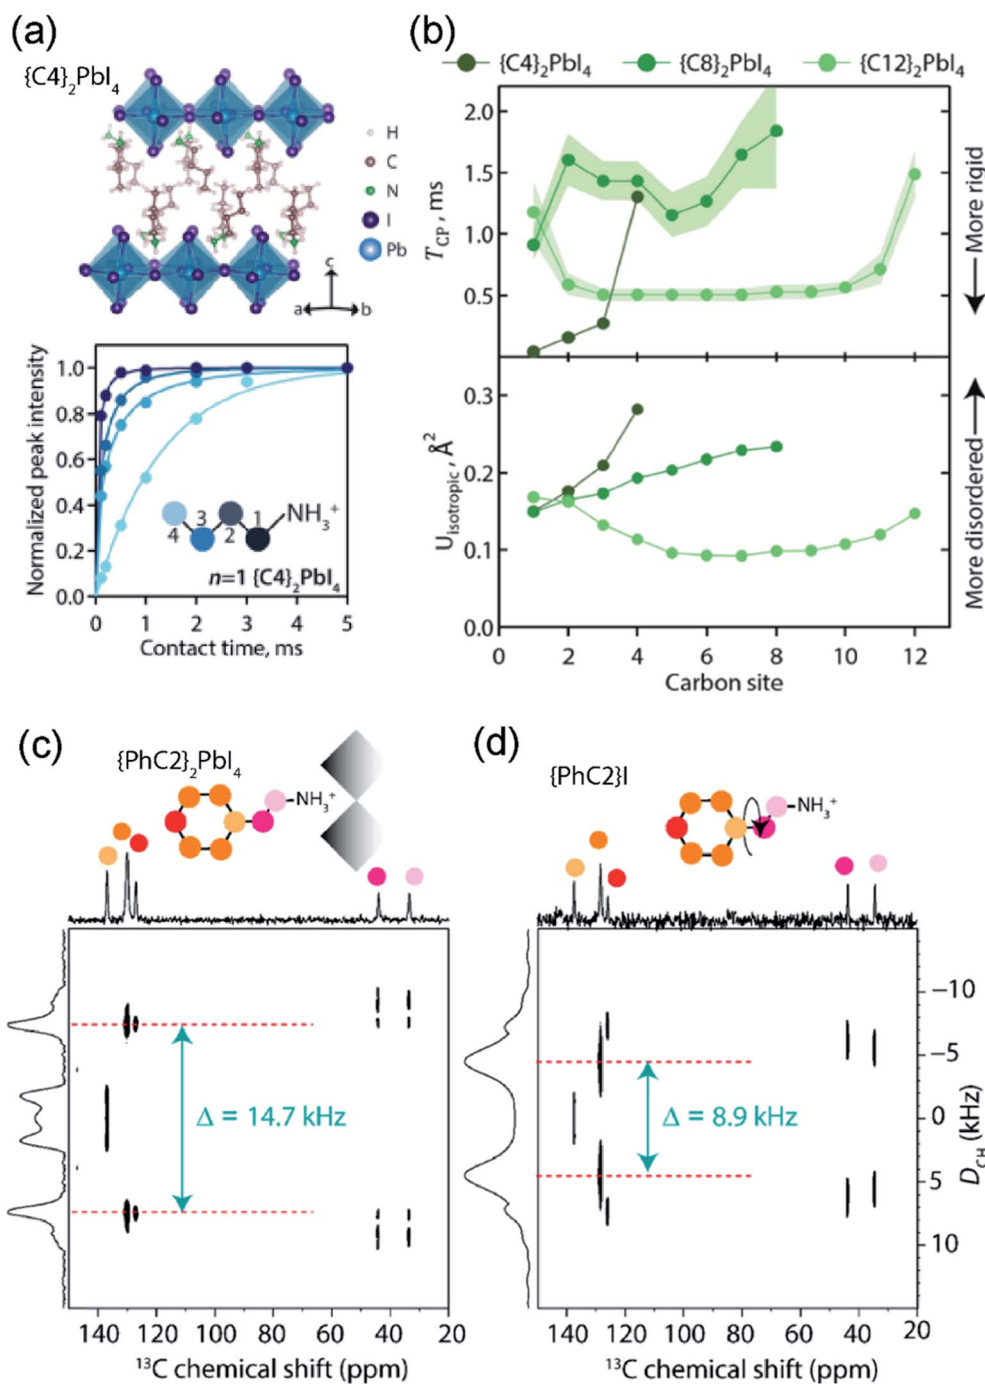 (a)
{C4}₂PbI₄
H
C
N
I
Pb
c
a
b
Normalized peak intensity
1.0
0.8
0.6
0.4
0.2
0.0
4
3
2
1
NH₃⁺
n=1 {C4}₂PbI₄
0
1
2
3
4
5
Contact time, ms
(b)
{C4}₂PbI₄
{C8}₂PbI₄
{C12}₂PbI₄
T_CP, ms
2.0
1.5
1.0
0.5
More rigid
U_isotropic, Å²
0.3
0.2
0.1
0
More disordered
0
2
4
6
8
10
12
Carbon site
(c)
{PhC2}₂PbI₄
NH₃⁺
Δ = 14.7 kHz
140 120 100 80 60 40 20
¹³C chemical shift (ppm)
(d)
{PhC2}I
NH₃⁺
Δ = 8.9 kHz
−10
−5
0
5
10
D_CH (kHz)
140 120 100 80 60 40 20
¹³C chemical shift (ppm)